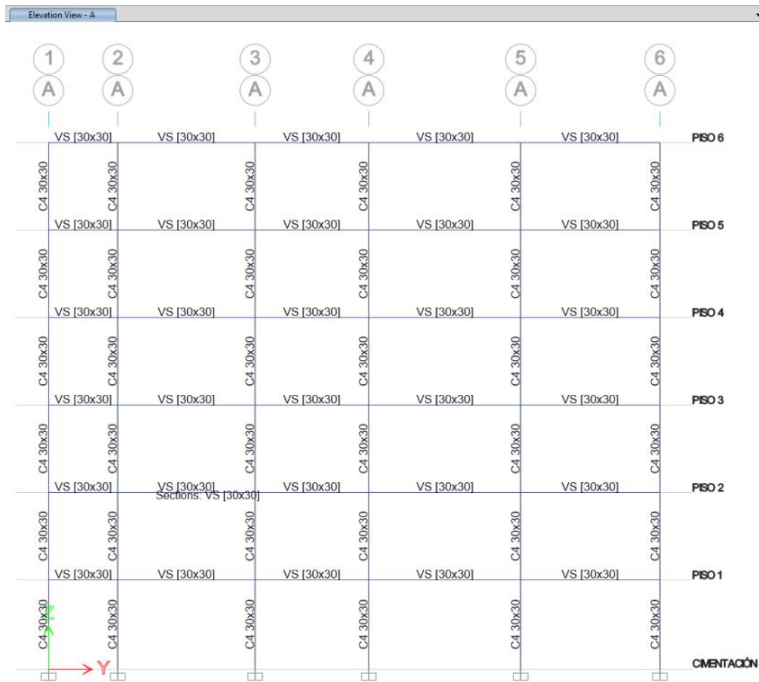 Elevation View - A
1 2 3 4 5 6
A A A A A A
VS [30x30] VS [30x30] VS [30x30] VS [30x30] VS [30x30] PISO 6
C4 30x30 C4 30x30 C4 30x30 C4 30x30 C4 30x30 C4 30x30
VS [30x30] VS [30x30] VS [30x30] VS [30x30] VS [30x30] PISO 5
C4 30x30 C4 30x30 C4 30x30 C4 30x30 C4 30x30 C4 30x30
VS [30x30] VS [30x30] VS [30x30] VS [30x30] VS [30x30] PISO 4
C4 30x30 C4 30x30 C4 30x30 C4 30x30 C4 30x30 C4 30x30
VS [30x30] VS [30x30] VS [30x30] VS [30x30] VS [30x30] PISO 3
C4 30x30 C4 30x30 C4 30x30 C4 30x30 C4 30x30 C4 30x30
VS [30x30] VS [30x30] VS [30x30] VS [30x30] VS [30x30] PISO 2
Sections: VS [30x30]
C4 30x30 C4 30x30 C4 30x30 C4 30x30 C4 30x30 C4 30x30
VS [30x30] VS [30x30] VS [30x30] VS [30x30] VS [30x30] PISO 1
C4 30x30 C4 30x30 C4 30x30 C4 30x30 C4 30x30 C4 30x30
Z
Y CIMENTACIÓN